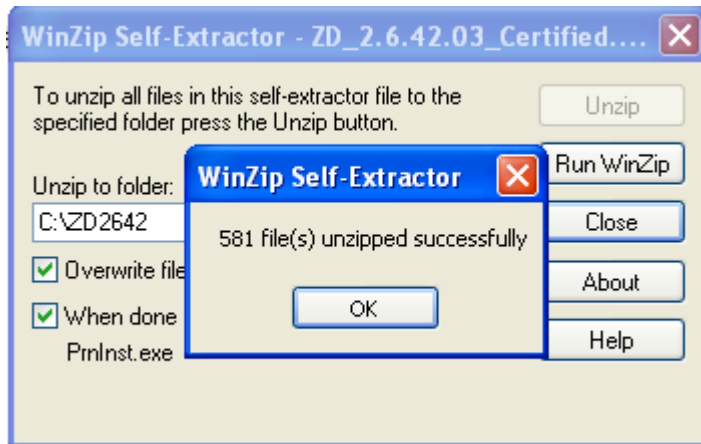 WinZip Self-Extractor - ZD_2.6.42.03_Certified....
To unzip all files in this self-extractor file to the
specified folder press the Unzip button.
Unzip
Run WinZip
Unzip to folder:
C:\ZD2642
Close
Overwrite file
About
When done
PrnInst.exe
Help
WinZip Self-Extractor
581 file(s) unzipped successfully
OK